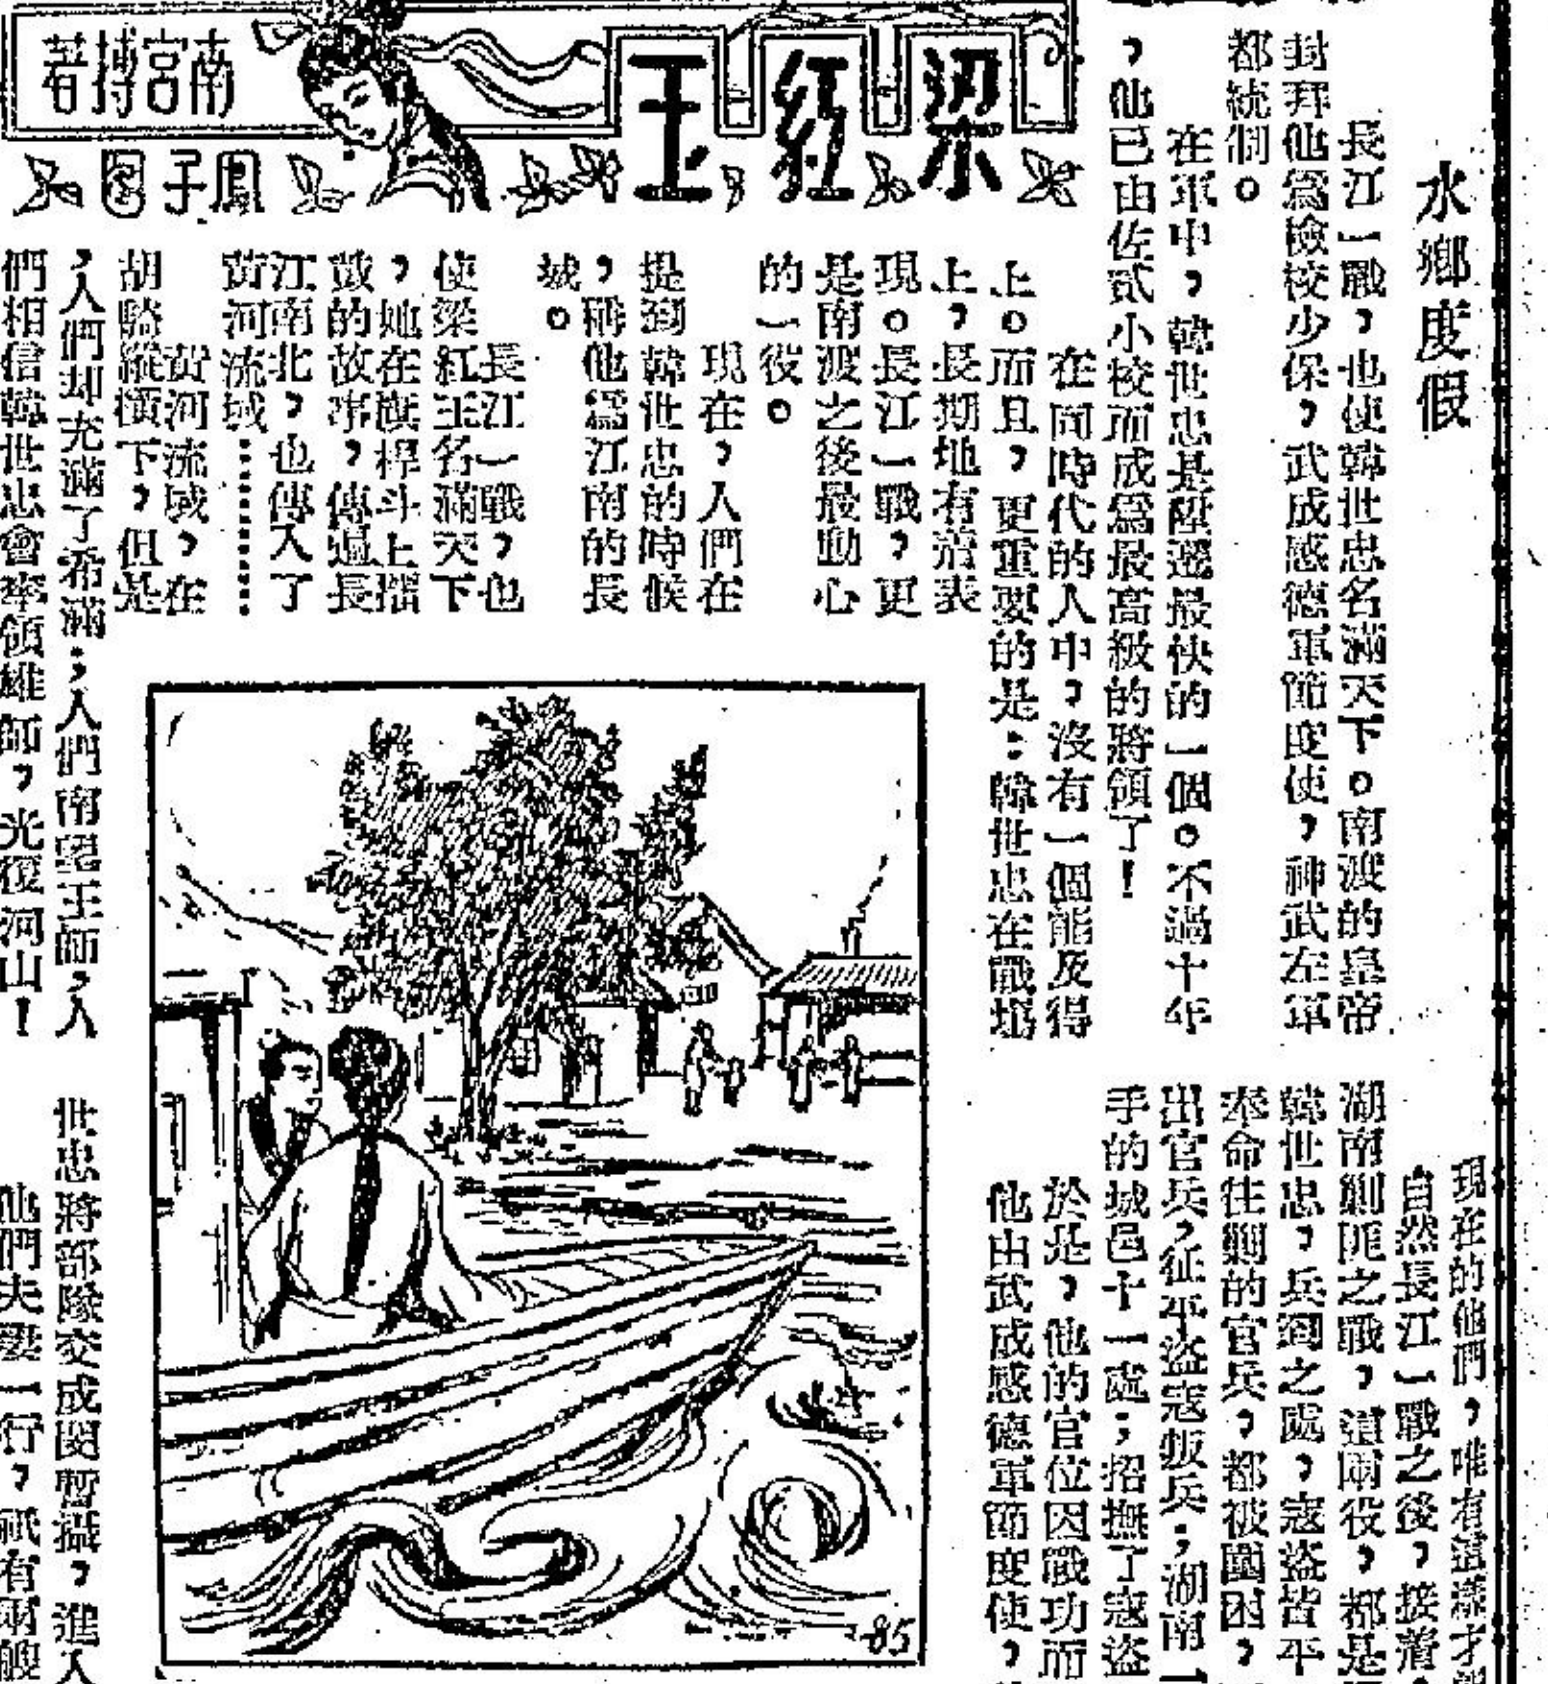 梁紅玉
南宮搏著
鳳子圖
水鄉度假
長江一戰，也使韓世忠名滿天下。南渡的皇帝
封拜他爲檢校少保，武成感德軍節度使，神武左軍
都統制。
在軍中，韓世忠是陞遷最快的一個。不過十年
，他已由佐貳小校而成爲最高級的將領了！
在同時代的人中，沒有一個能及得
上。而且，更重要的是：韓世忠在戰場
上，長期地有着表
現。長江一戰，更
是南渡之後最動心
的一役。
現在，人們在
提到韓世忠的時候
，稱他爲江南的長
城。
長江一戰，也
使梁紅玉名滿天下
，她在旗桿斗上擂
鼓的故事，傳遍長
江南北，也傳入了
黃河流域……
黃河流域，在
胡騎縱橫下，但是
，人們却充滿了希滿；人們南望王師，人
們相信韓世忠會率領雄師，光復河山！
現在的他們，唯有這樣才
自然長江一戰之後，接着，
湖南剿匪之戰，這兩役，都是
韓世忠，兵到之處，寇盜皆平
奉命往剿的官兵，都被圍困，
出官兵，征平盜寇叛兵；湖南一
手的城邑十一處；招撫了寇盜
於是，他的官位因戰功而
他由武成感德軍節度使，
世忠將部隊交成閔暫攝，進入
他們夫妻一行，祇有兩艘
85